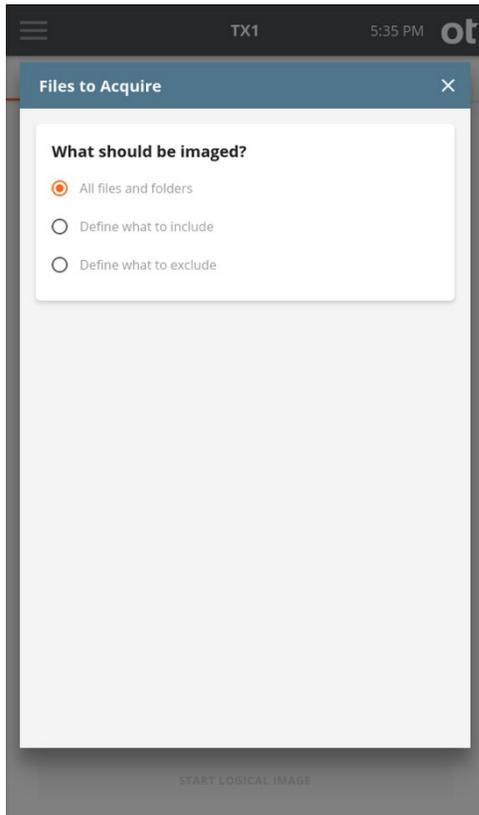 TX1
5:35 PM
ot
Files to Acquire
What should be imaged?
All files and folders
Define what to include
Define what to exclude
START LOGICAL IMAGE